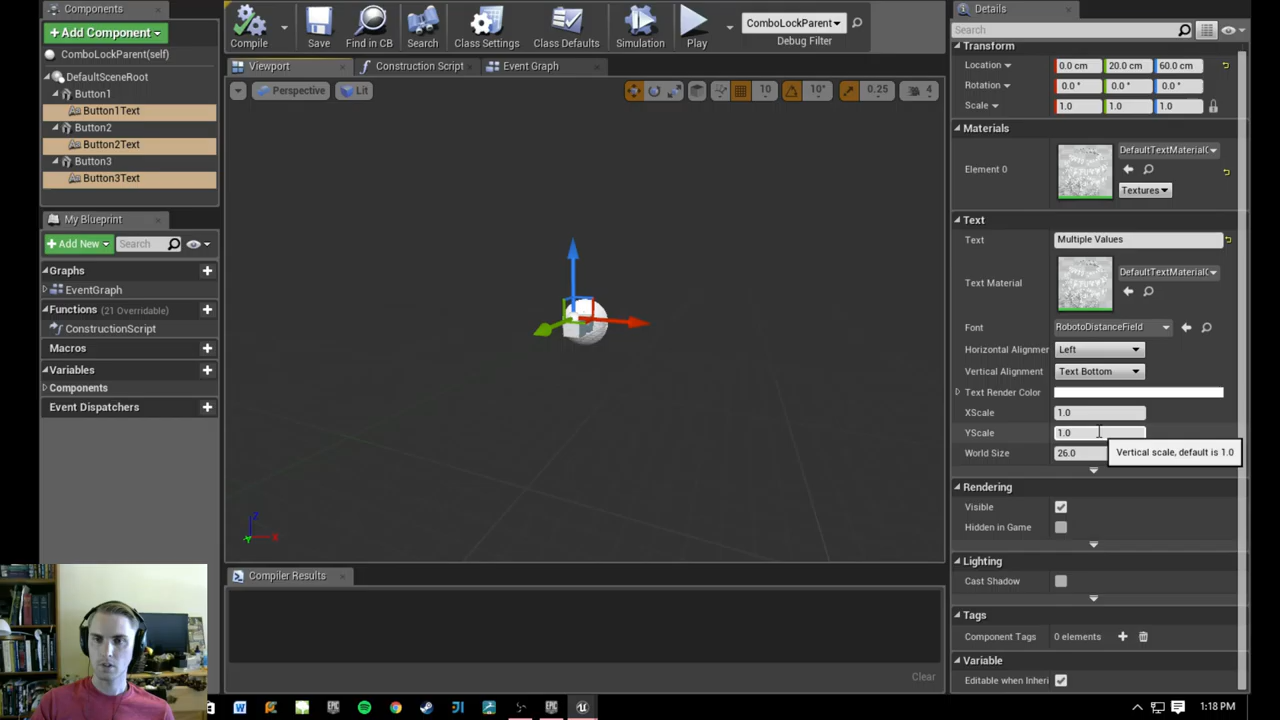 Components
+ Add Component
ComboLockParent(self)
DefaultSceneRoot
Button1
Button1Text
Button2
Button2Text
Button3
Button3Text
My Blueprint
+ Add New
Search
Graphs
EventGraph
Functions (21 Overridable)
ConstructionScript
Macros
Variables
Components
Event Dispatchers
Compile
Save
Find in CB
Search
Class Settings
Class Defaults
Simulation
Play
ComboLockParent
Debug Filter
Viewport
Construction Script
Event Graph
Perspective
Lit
10
10°
0.25
4
Z
X
Y
Compiler Results
Clear
Details
Search
Transform
Location
0.0 cm
20.0 cm
60.0 cm
Rotation
0.0 °
0.0 °
0.0 °
Scale
1.0
1.0
1.0
Materials
Element 0
DefaultTextMaterialO
Textures
Text
Text
Multiple Values
Text Material
DefaultTextMaterialO
Font
RobotoDistanceField
Horizontal Alignmer
Left
Vertical Alignment
Text Bottom
Text Render Color
XScale
1.0
YScale
1.0
Vertical scale, default is 1.0
World Size
26.0
Rendering
Visible
Hidden in Game
Lighting
Cast Shadow
Tags
Component Tags
0 elements
Variable
Editable when Inheri
1:18 PM